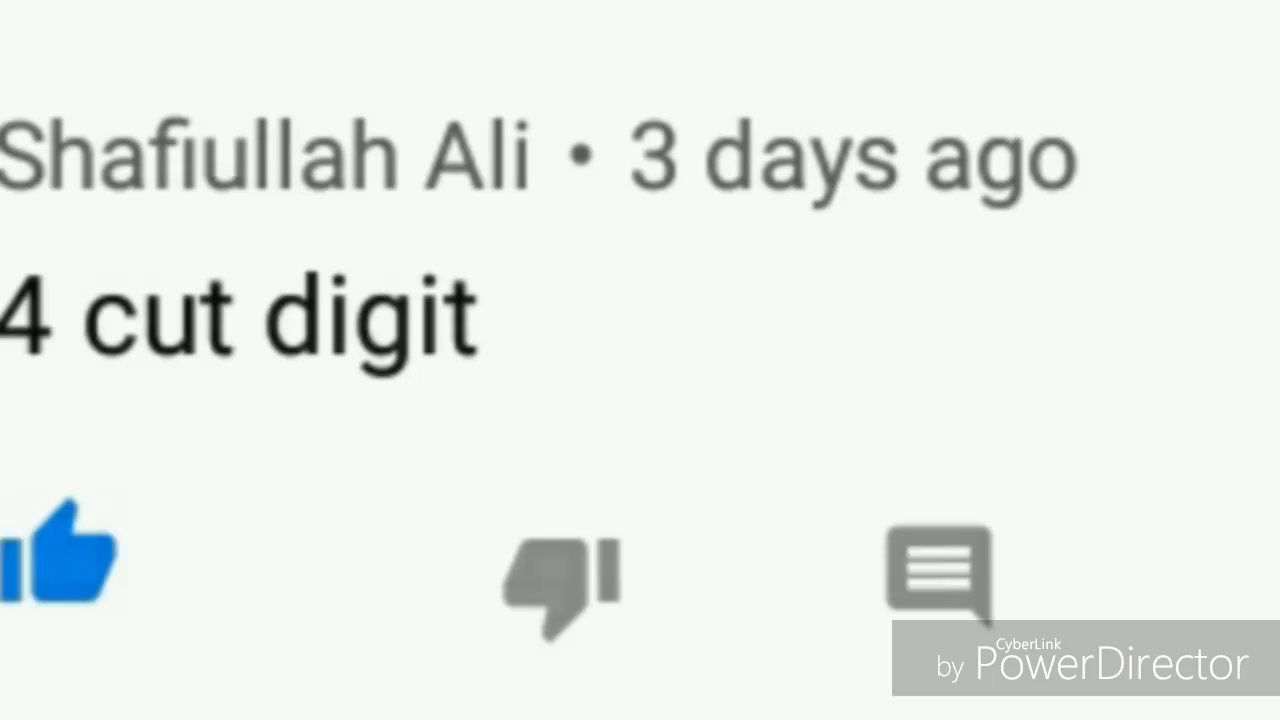 Shafiullah Ali • 3 days ago
4 cut digit
CyberLink
by PowerDirector